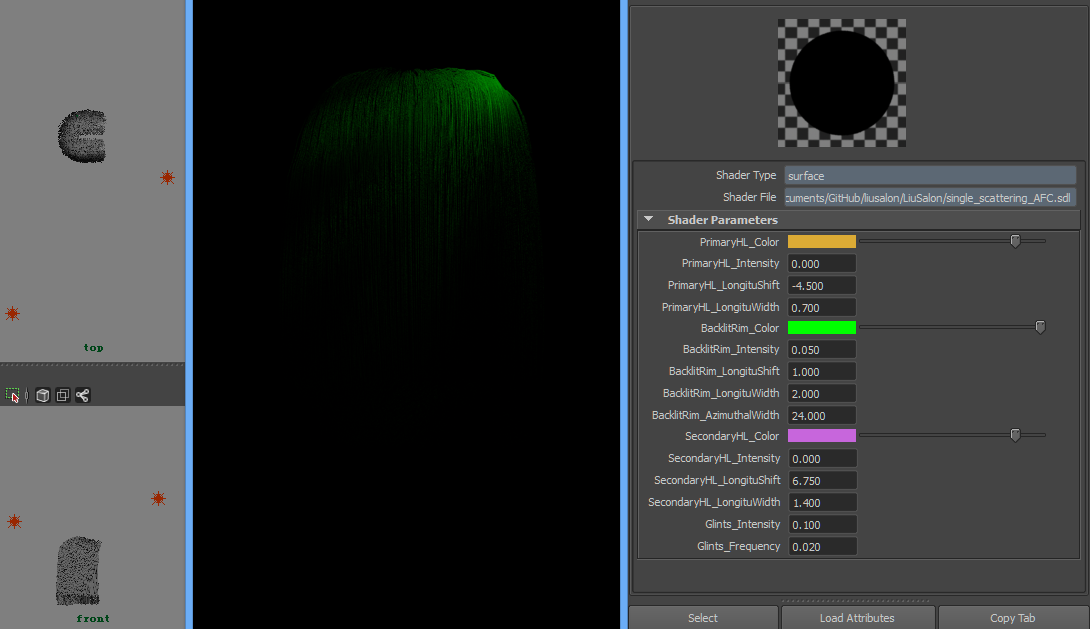 top
front
Shader Type surface
Shader File cuments/GitHub/liusalon/LiuSalon/single_scattering_AFC.sdl
Shader Parameters
PrimaryHL_Color
PrimaryHL_Intensity 0.000
PrimaryHL_LongituShift -4.500
PrimaryHL_LongituWidth 0.700
BacklitRim_Color
BacklitRim_Intensity 0.050
BacklitRim_LongituShift 1.000
BacklitRim_LongituWidth 2.000
BacklitRim_AzimuthalWidth 24.000
SecondaryHL_Color
SecondaryHL_Intensity 0.000
SecondaryHL_LongituShift 6.750
SecondaryHL_LongituWidth 1.400
Glints_Intensity 0.100
Glints_Frequency 0.020
Select Load Attributes Copy Tab